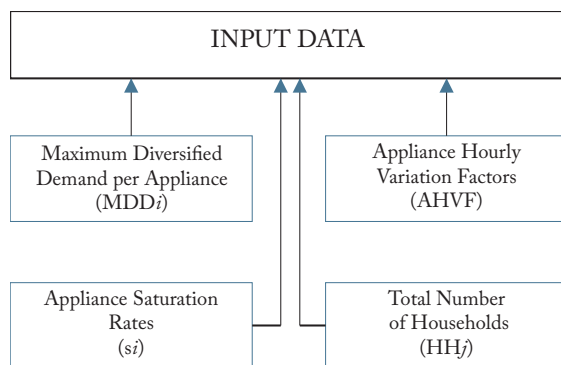 INPUT DATA
Maximum Diversified
Demand per Appliance
(MDDi)
Appliance Hourly
Variation Factors
(AHVF)
Appliance Saturation
Rates
(si)
Total Number
of Households
(HHj)